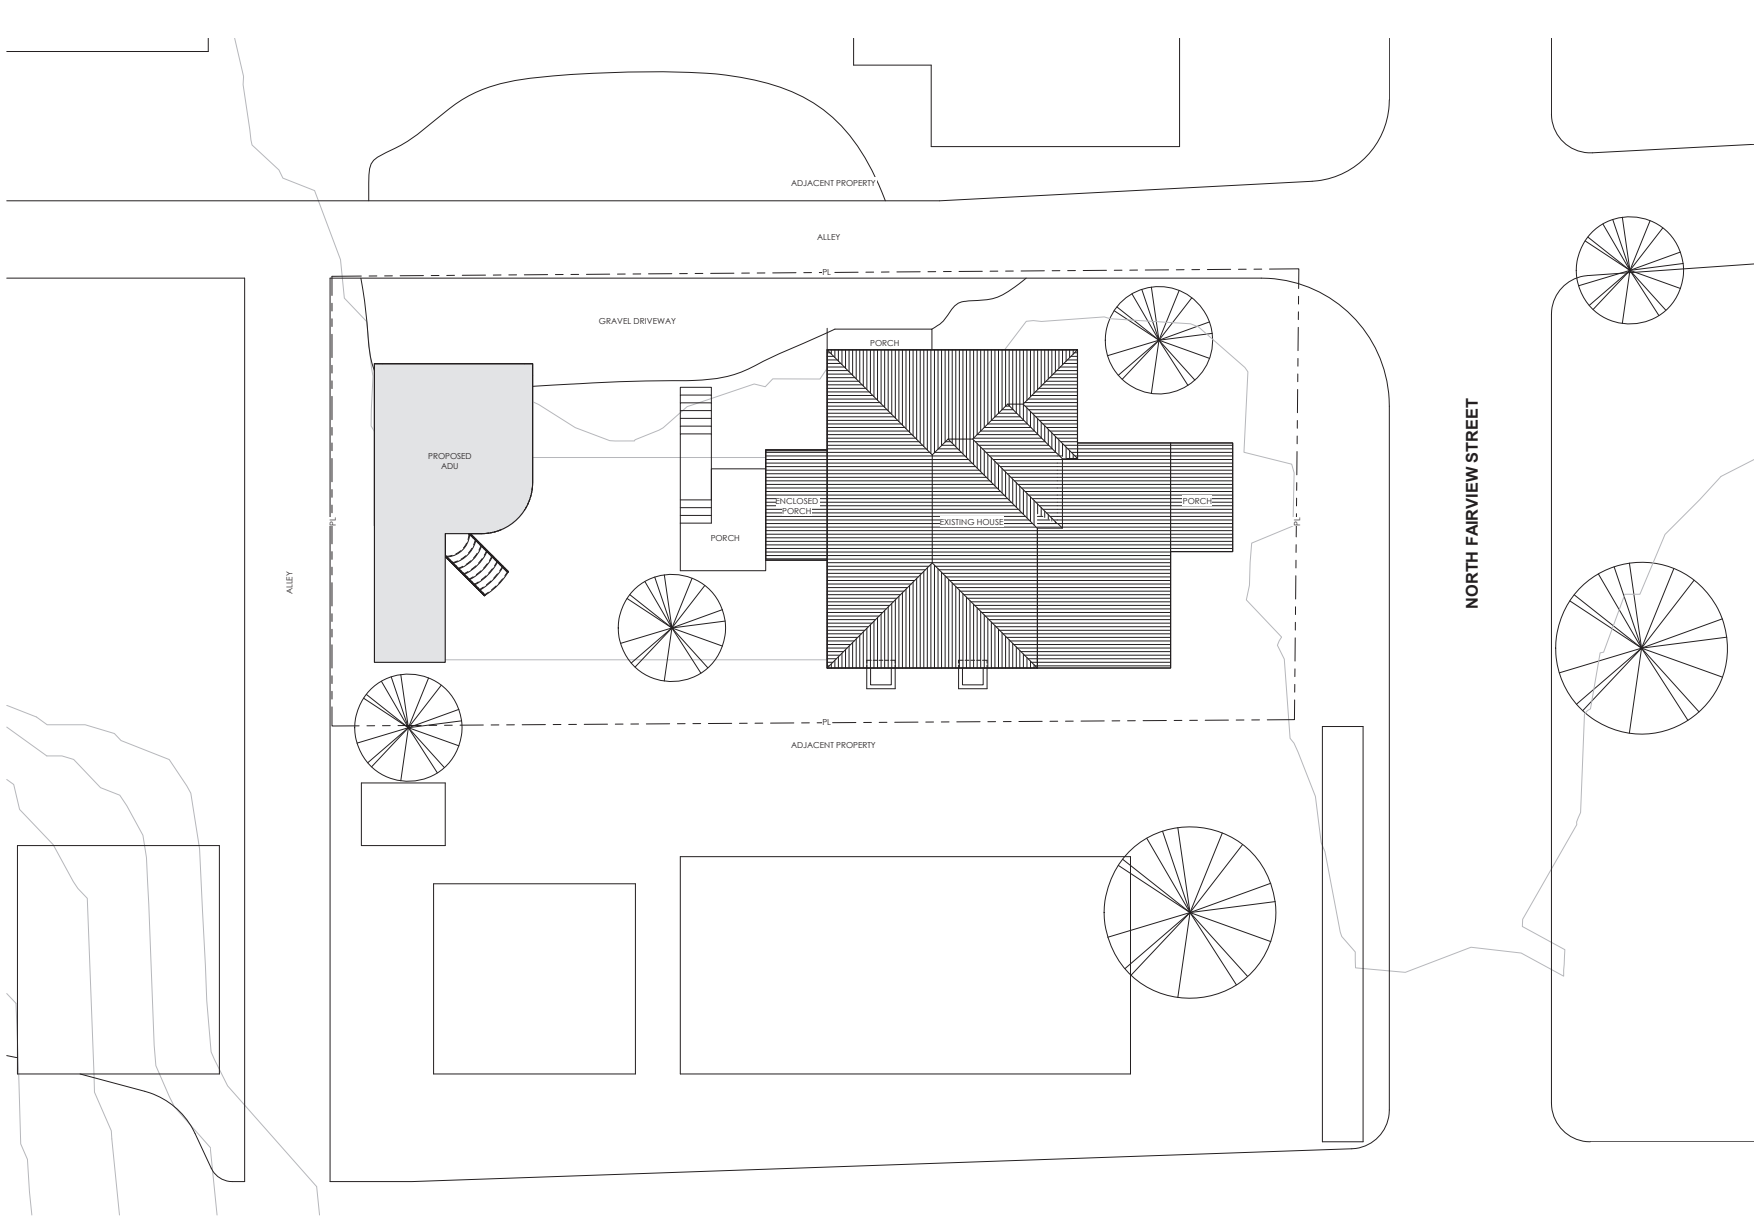 ADJACENT PROPERTY
ALLEY
PL
GRAVEL DRIVEWAY
PORCH
PROPOSED
ADU
ENCLOSED
PORCH
PORCH
EXISTING HOUSE
PORCH
PL
PL
NORTH FAIRVIEW STREET
PORCH
ALLEY
PL
ADJACENT PROPERTY